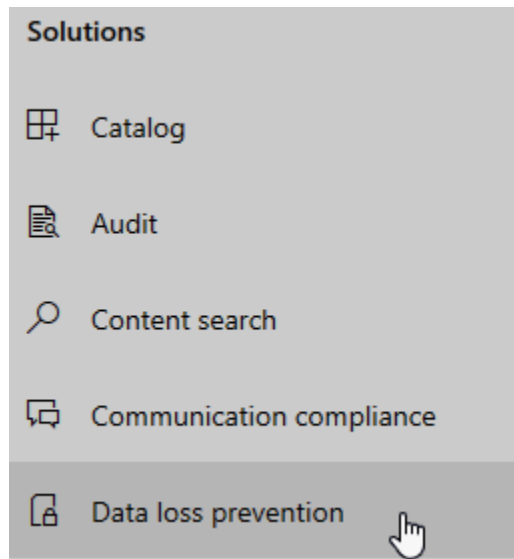 Solutions
Catalog
Audit
Content search
Communication compliance
Data loss prevention